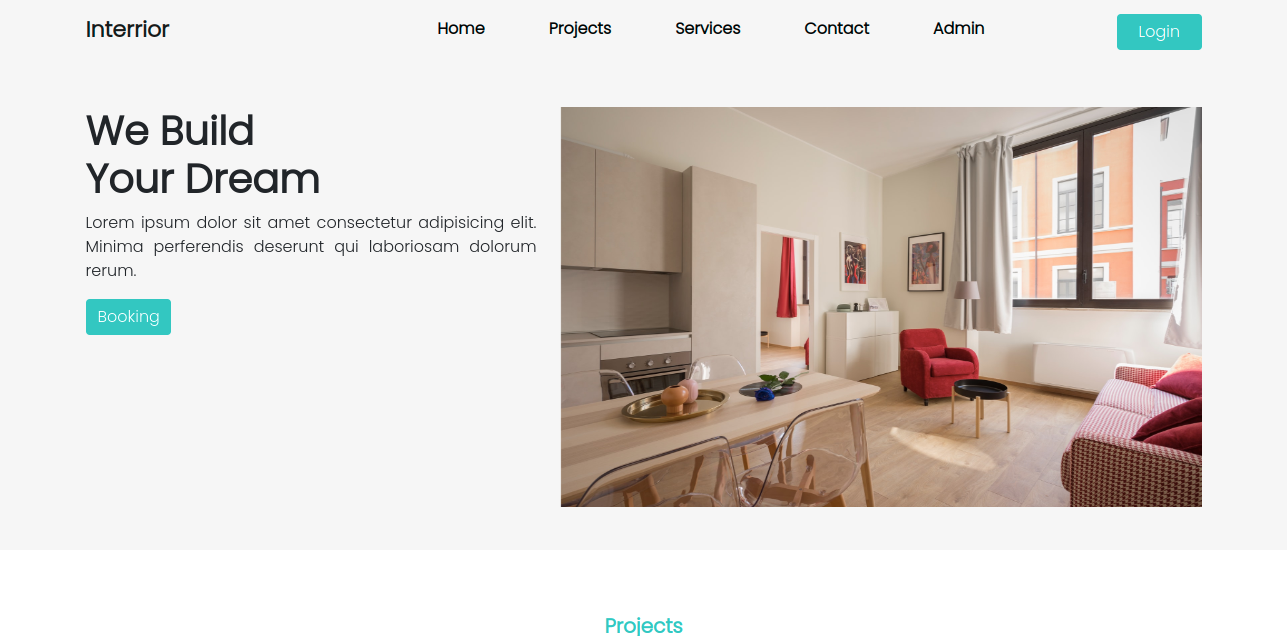 Interrior
Home
Projects
Services
Contact
Admin
Login
We Build
Your Dream
Lorem ipsum dolor sit amet consectetur adipisicing elit.
Minima perferendis deserunt qui laboriosam dolorum
rerum.
Booking
Projects